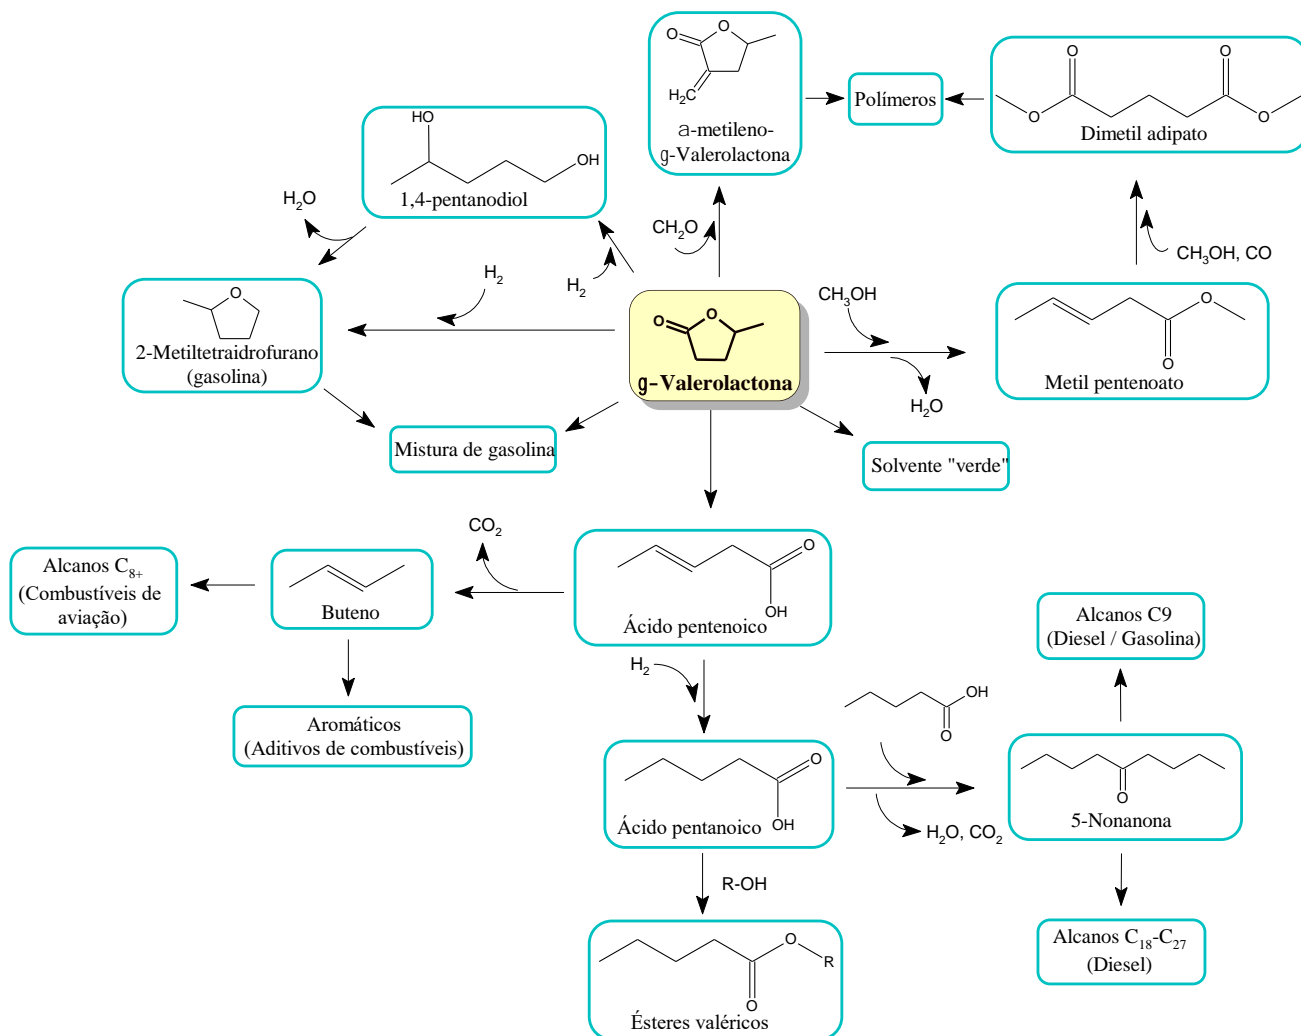 O
O
H₂C
a-metileno-
g-Valerolactona
Polímeros
O
O
O
O
Dimetil adipato
HO
OH
1,4-pentanodiol
H₂O
CH₂O
CH₃OH, CO
H₂
H₂
O
2-Metiltetraidrofurano
(gasolina)
O
O
g-Valerolactona
CH₃OH
H₂O
O
O
Metil pentenoato
Mistura de gasolina
Solvente "verde"
CO₂
Alcanos C₈₊
(Combustíveis de
aviação)
Buteno
O
OH
Ácido pentenoico
Alcanos C9
(Diesel / Gasolina)
H₂
Aromáticos
(Aditivos de combustíveis)
OH
O
O
OH
Ácido pentanoico
H₂O, CO₂
O
5-Nonanona
R-OH
O
R
O
Ésteres valéricos
Alcanos C₁₈-C₂₇
(Diesel)